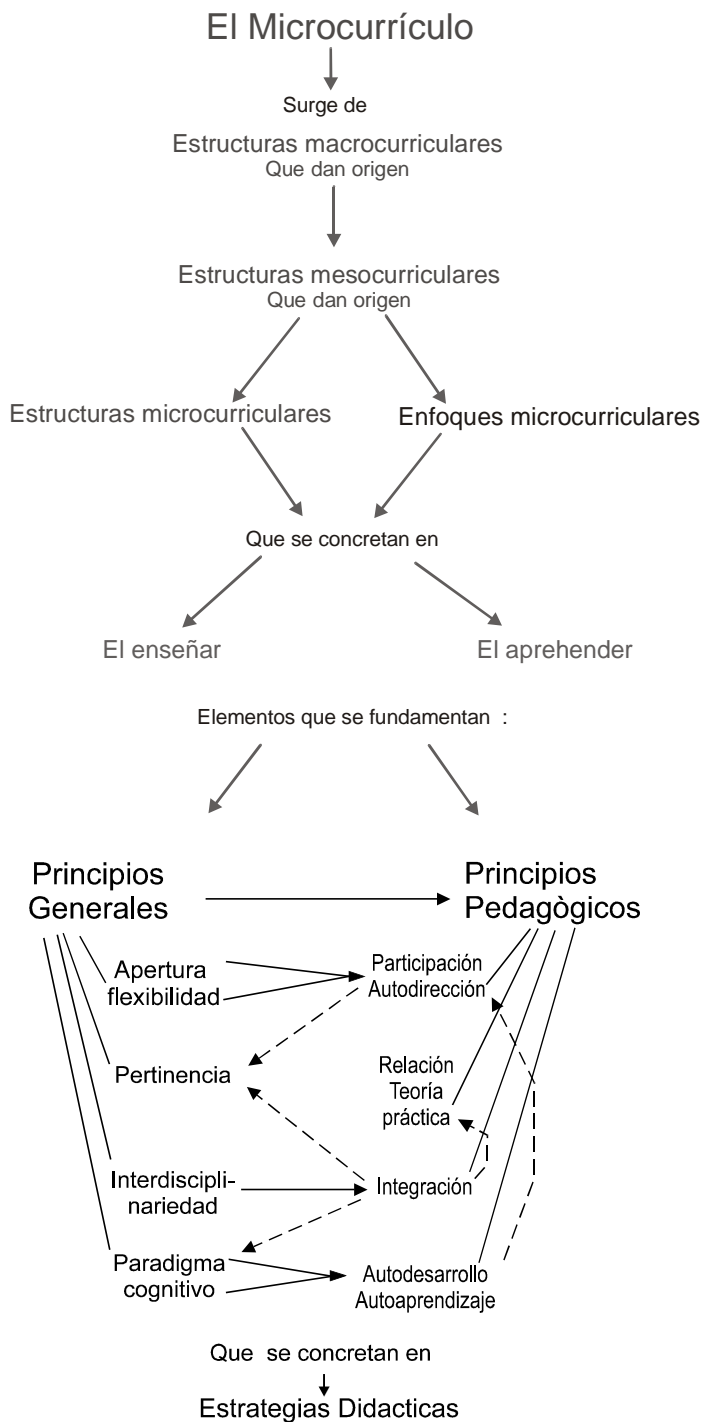 El Microcurrículo
Surge de
Estructuras macrocurriculares
Que dan origen
Estructuras mesocurriculares
Que dan origen
Estructuras microcurriculares
Enfoques microcurriculares
Que se concretan en
El enseñar
El aprehender
Elementos que se fundamentan :
Principios
Generales
Principios
Pedagògicos
Apertura
flexibilidad
Participación
Autodirección
Pertinencia
Relación
Teoría
práctica
Interdiscipli-
nariedad
Integración
Paradigma
cognitivo
Autodesarrollo
Autoaprendizaje
Que se concretan en
Estrategias Didacticas